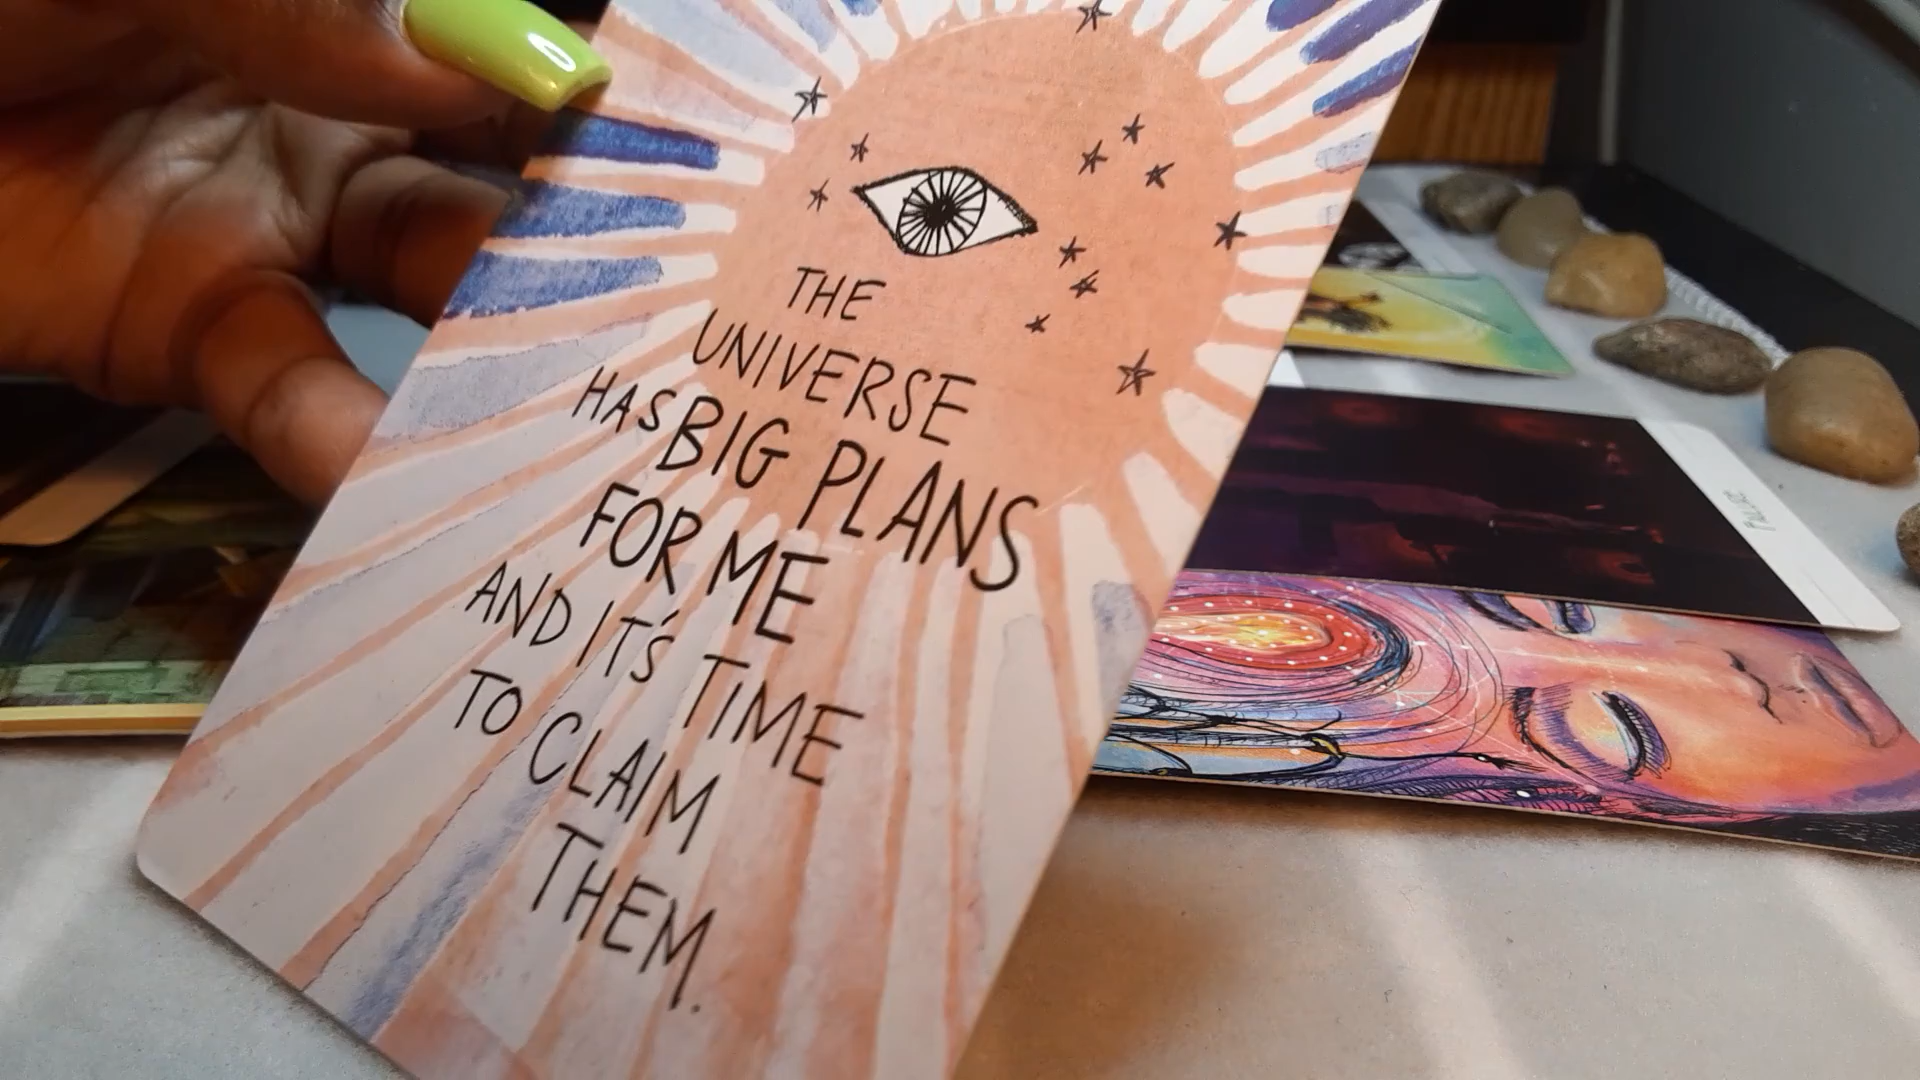 THE
UNIVERSE
HAS BIG PLANS
FOR ME
AND IT'S TIME
TO CLAIM
THEM.